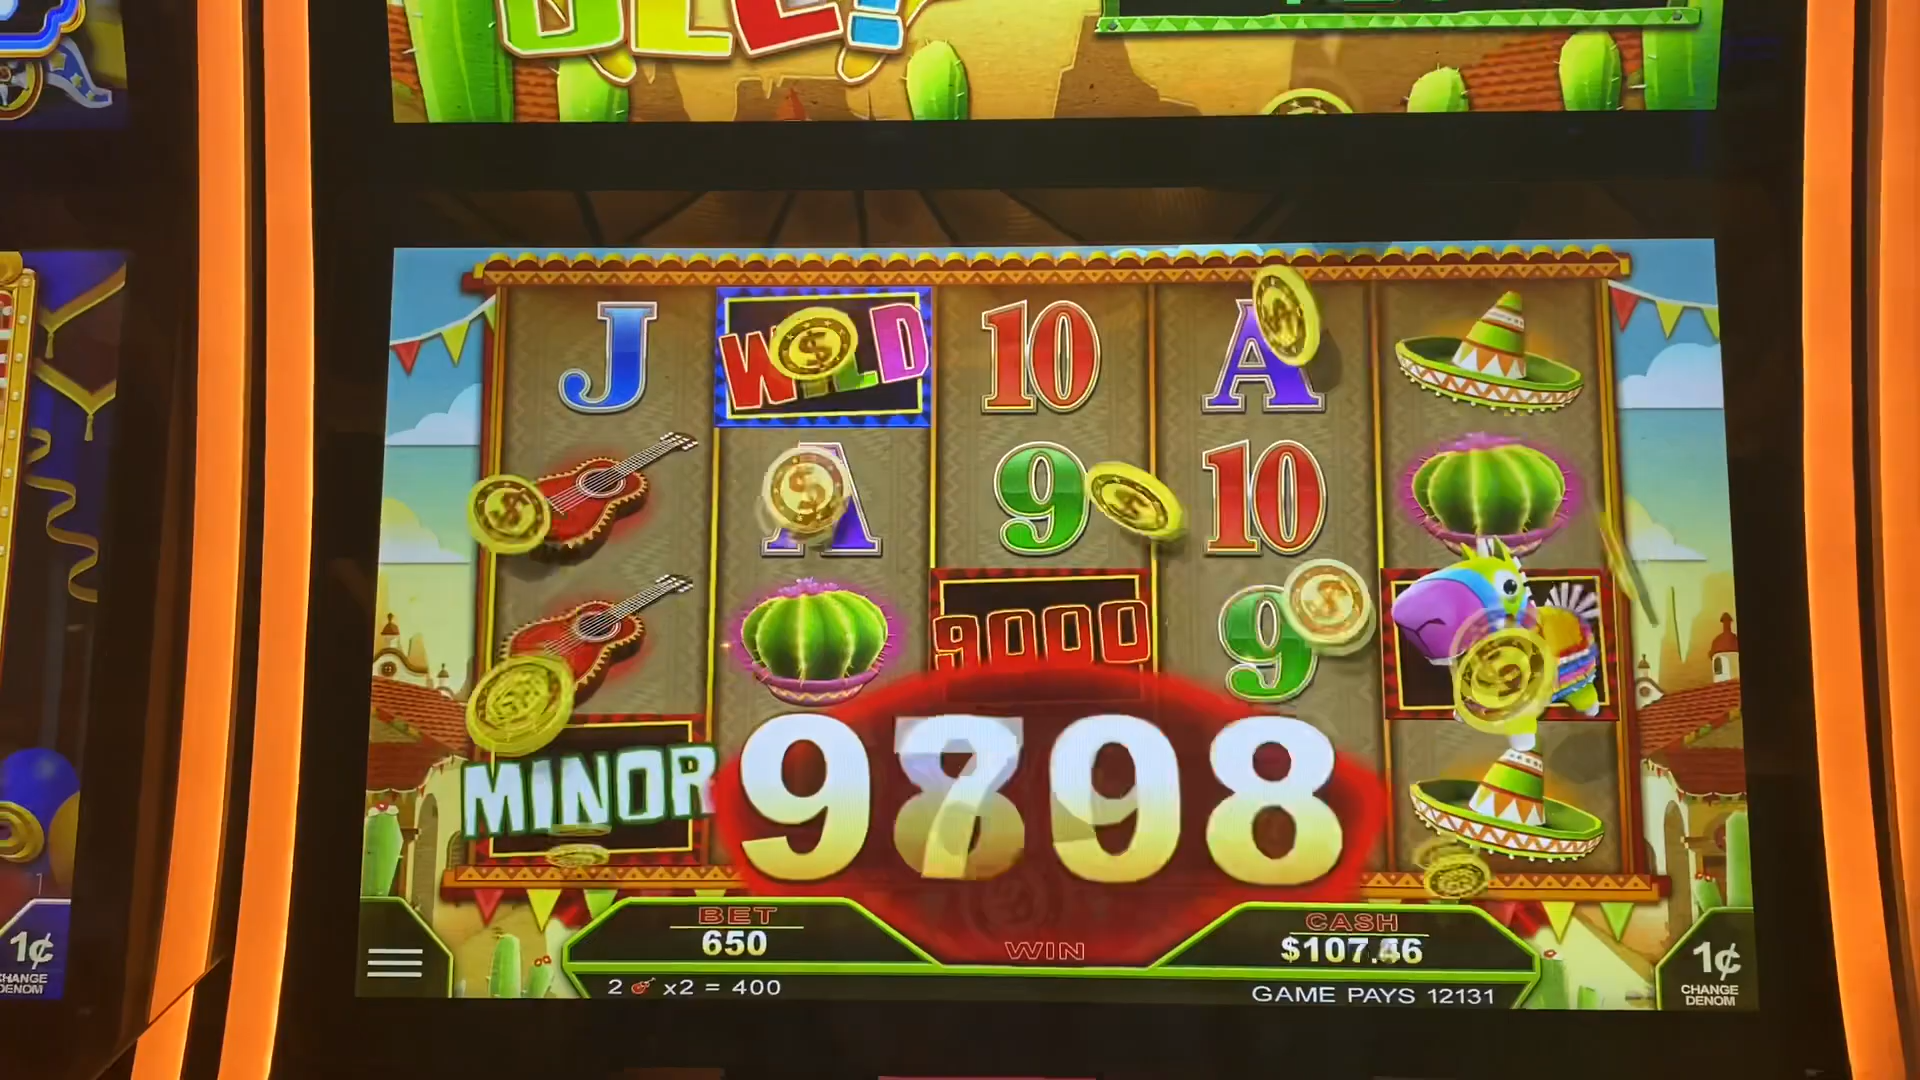 J WILD 10 A
A 9 10
9000 9
MINOR
9798
BET
650
WIN
CASH
$107.46
2 x2 = 400
GAME PAYS 12131
1¢
CHANGE
DENOM
1¢
CHANGE
DENOM